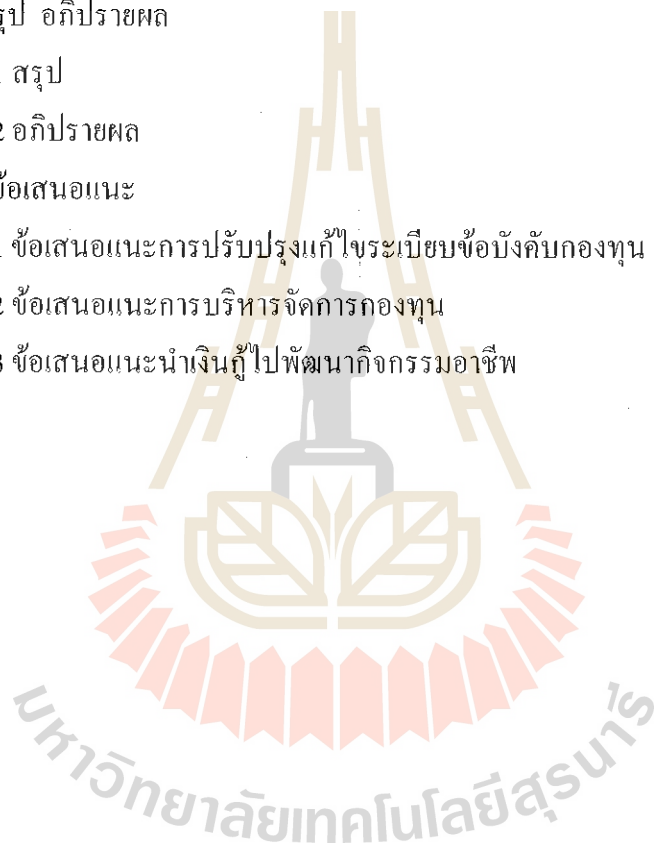 รุป อภิปรายผล
สรุป
2 อภิปรายผล
ข้อเสนอแนะ
ข้อเสนอแนะการปรับปรุงแก้ไขระเบียบข้อบังคับกองทุน
2 ข้อเสนอแนะการบริหารจัดการกองทุน
3 ข้อเสนอแนะนำเงินกู้ไปพัฒนากิจกรรมอาชีพ
มหาวิทยาลัยเทคโนโลยีสุรนารี